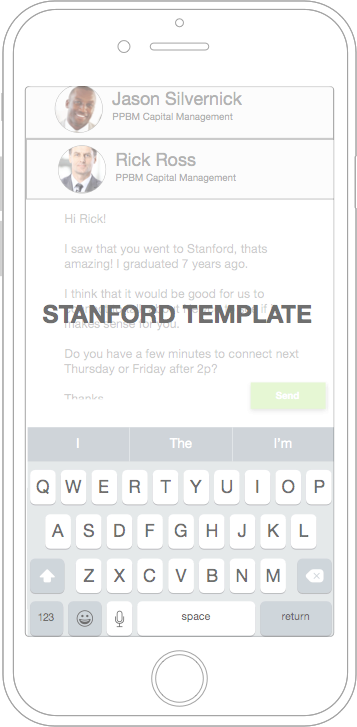 Jason Silvernick
PPBM Capital Management
Rick Ross
PPBM Capital Management
Hi Rick!
I saw that you went to Stanford, thats
amazing! I graduated 7 years ago.
I think that it would be good for us to
STANFORD TEMPLATE
makes sense for you.
Do you have a few minutes to connect next
Thursday or Friday after 2p?
Thanks
Send
I The I'm
Q W E R T Y U I O P
A S D F G H J K L
Z X C V B N M
123 space return